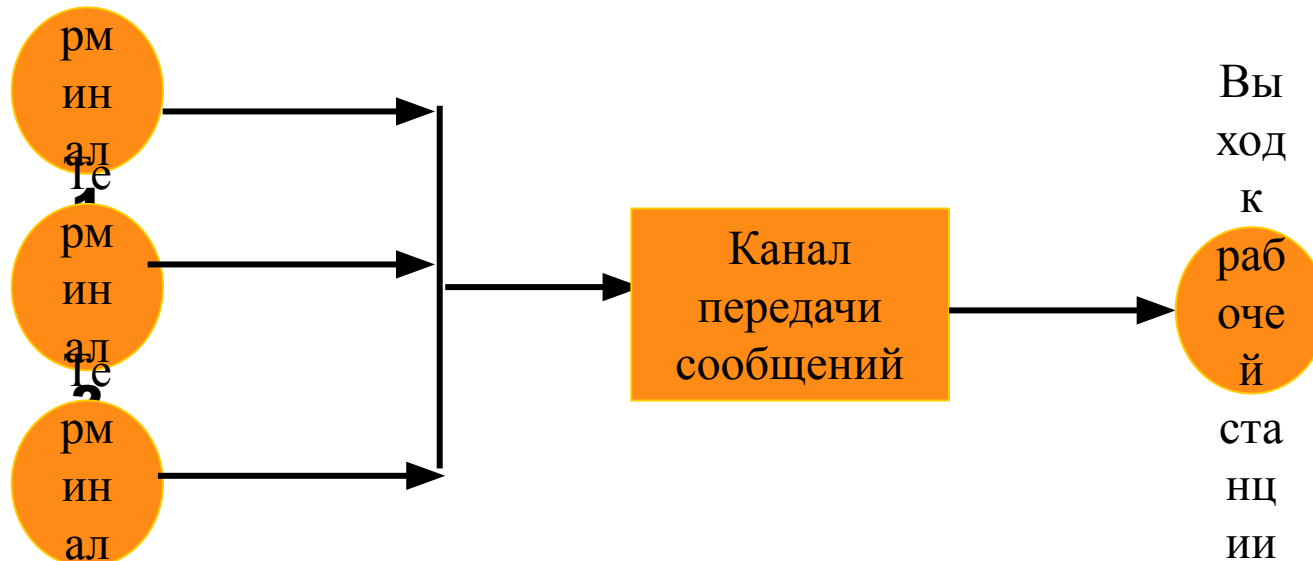 рм
ин
ал
Те
1
рм
ин
ал
Те
рм
ин
ал
Канал
передачи
сообщений
Вы
ход
к
раб
оче
й
ста
нц
ии